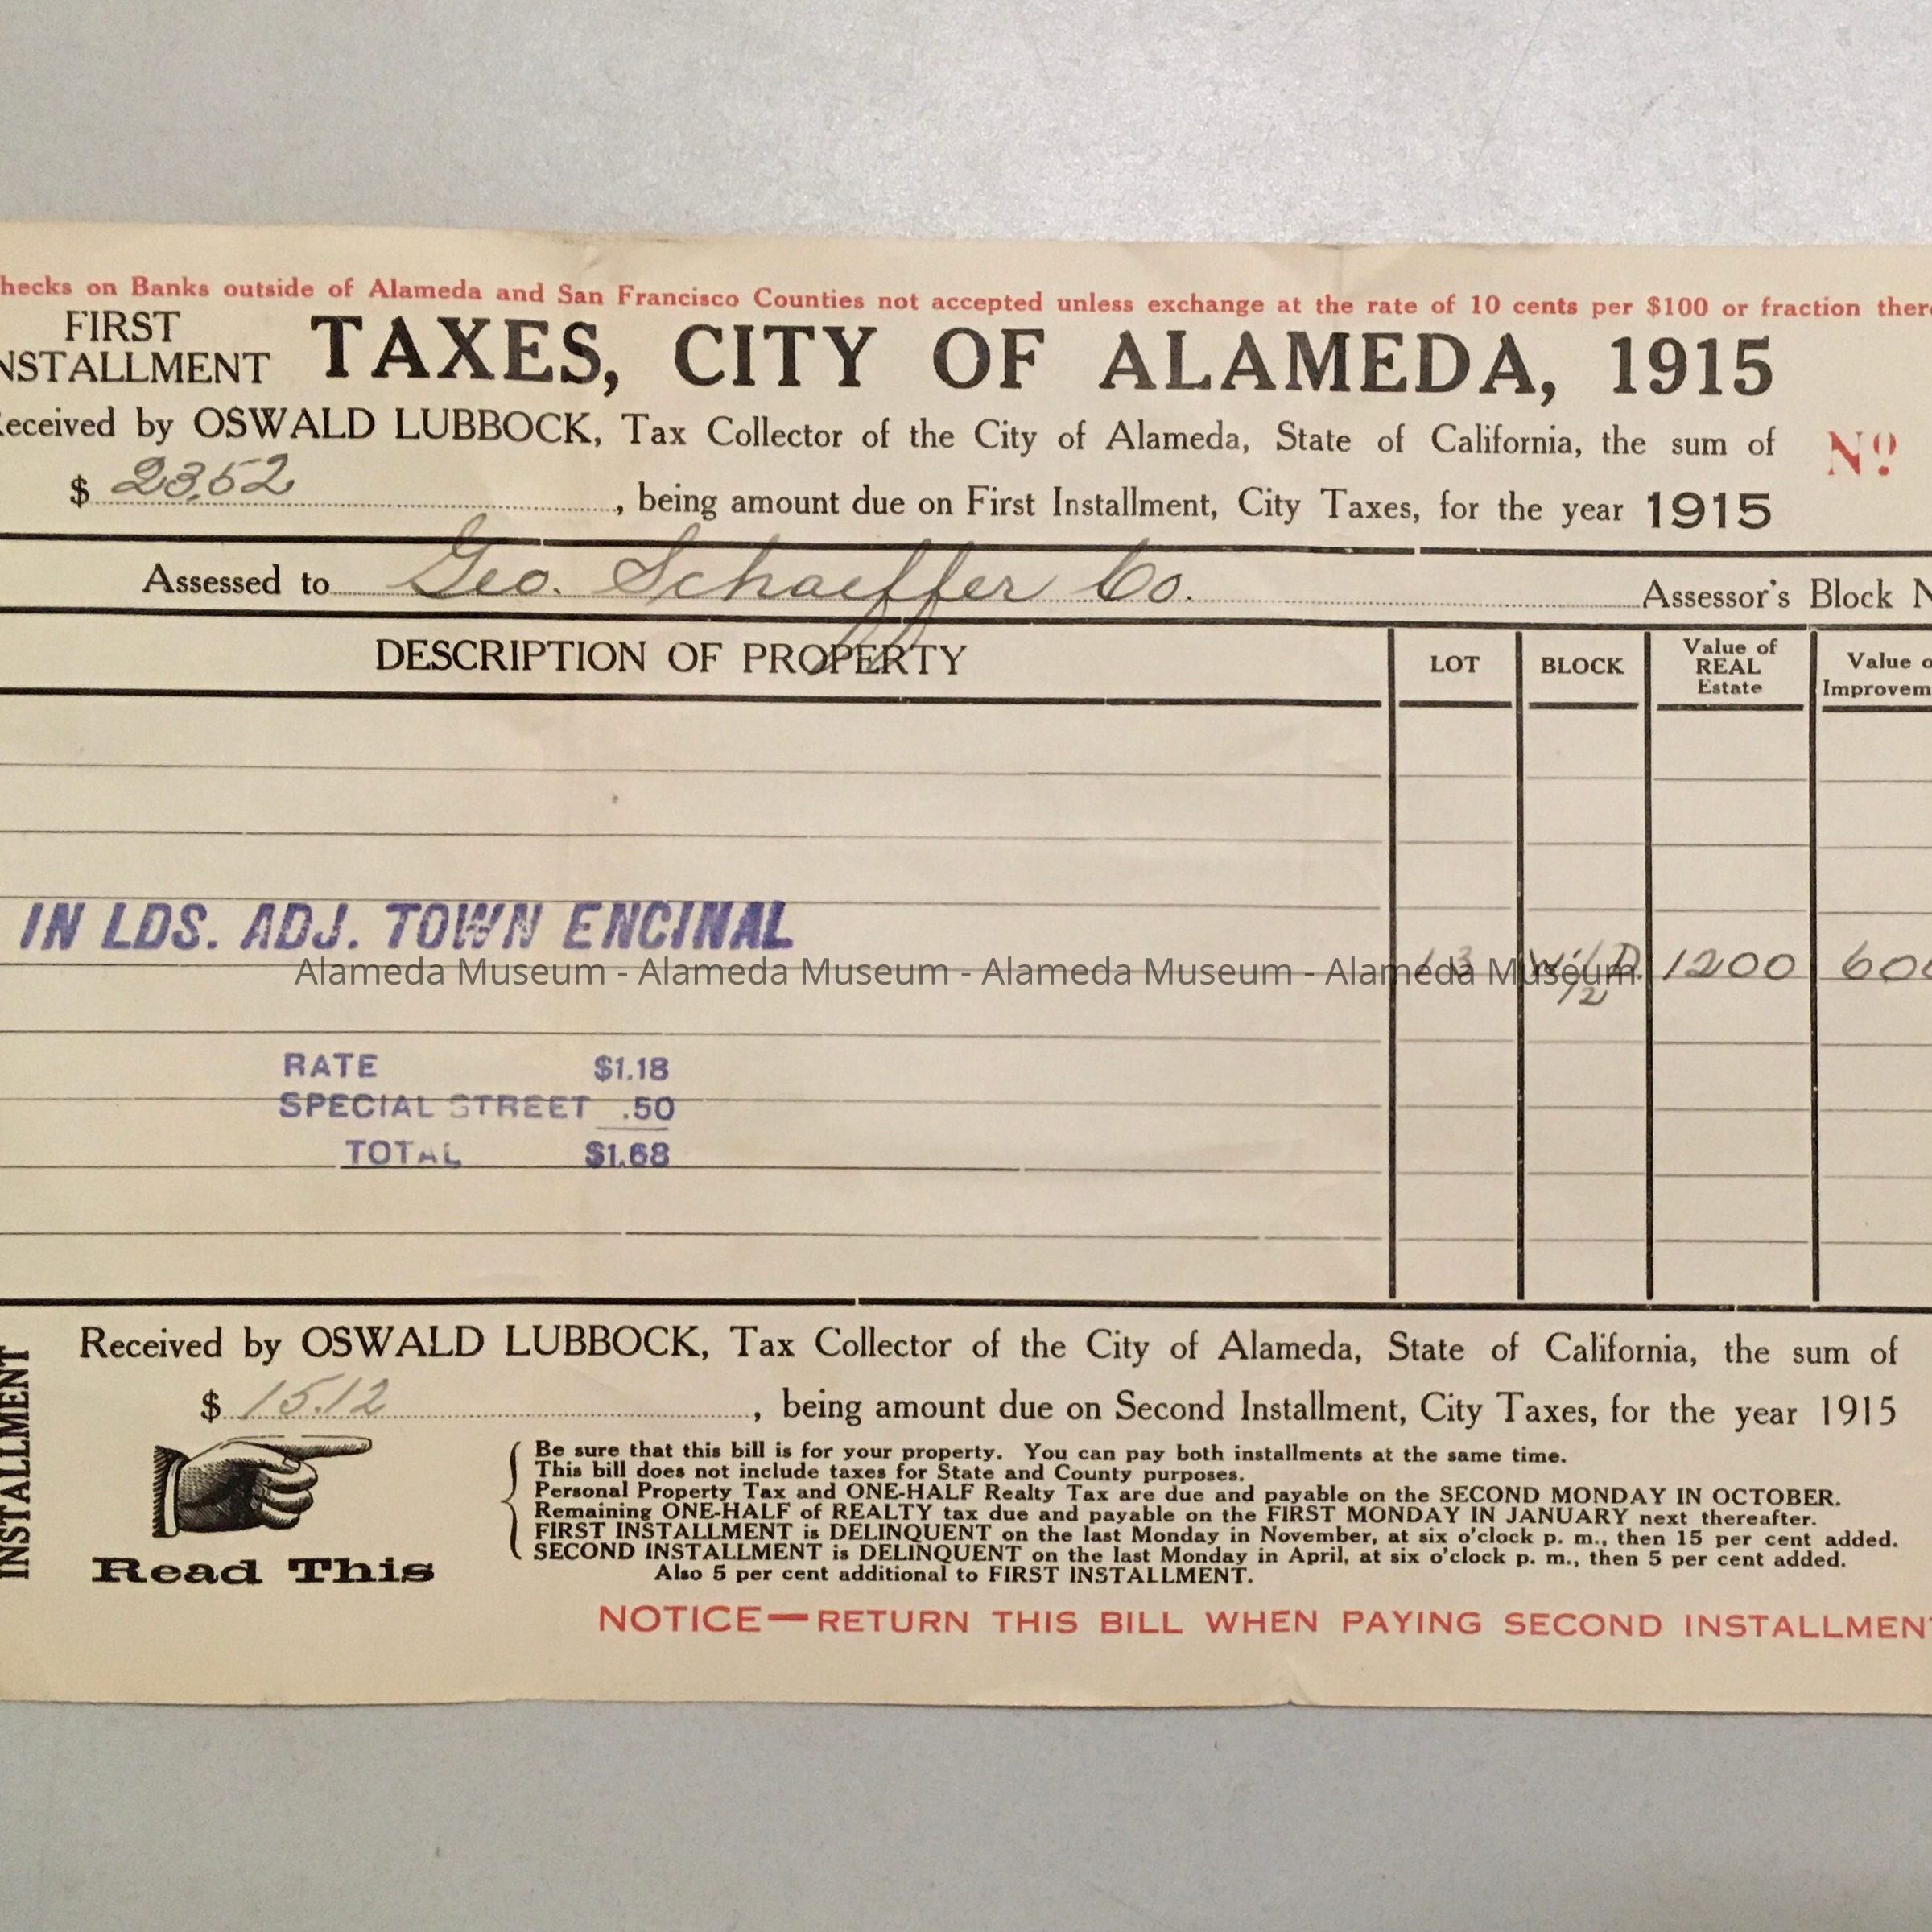 hecks on Banks outside of Alameda and San Francisco Counties not accepted unless exchange at the rate of 10 cents per $100 or fraction there
FIRST
NSTALLMENT
TAXES, CITY OF ALAMEDA, 1915
Received by OSWALD LUBBOCK, Tax Collector of the City of Alameda, State of California, the sum of
No.
$ 23.52, being amount due on First Installment, City Taxes, for the year 1915
Assessed to Geo. Schaeffer Co. Assessor's Block N
DESCRIPTION OF PROPERTY LOT BLOCK Value of REAL Estate Value o Improvem
IN LDS. ADJ. TOWN ENCINAL
13 W 1/2 D. 1200 600
Alameda Museum - Alameda Museum - Alameda Museum - Alameda Museum
RATE $1.18
SPECIAL STREET .50
TOTAL $1.68
INSTALLMENT
Received by OSWALD LUBBOCK, Tax Collector of the City of Alameda, State of California, the sum of
$ 15.12, being amount due on Second Installment, City Taxes, for the year 1915
Read This
Be sure that this bill is for your property. You can pay both installments at the same time.
This bill does not include taxes for State and County purposes.
Personal Property Tax and ONE-HALF Realty Tax are due and payable on the SECOND MONDAY IN OCTOBER.
Remaining ONE-HALF of REALTY tax due and payable on the FIRST MONDAY IN JANUARY next thereafter.
FIRST INSTALLMENT is DELINQUENT on the last Monday in November, at six o'clock p. m., then 15 per cent added.
SECOND INSTALLMENT is DELINQUENT on the last Monday in April, at six o'clock p. m., then 5 per cent added.
Also 5 per cent additional to FIRST INSTALLMENT.
NOTICE—RETURN THIS BILL WHEN PAYING SECOND INSTALLMENT